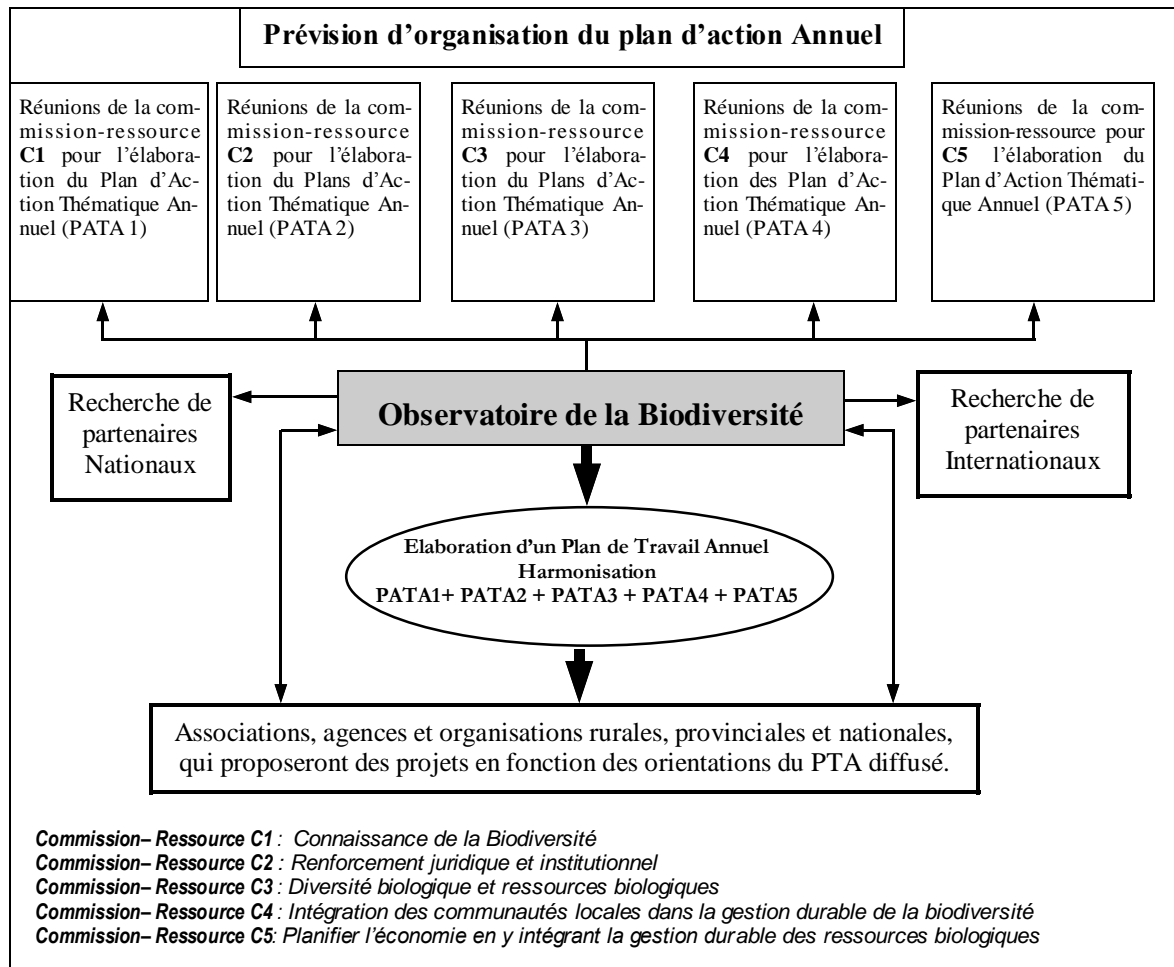 Prévision d’organisation du plan d’action Annuel
Réunions de la com-
mission-ressource
C1 pour l’élabora-
tion du Plan d’Ac-
tion Thématique An-
nuel (PATA 1)
Réunions de la com-
mission-ressource
C2 pour l’élabora-
tion du Plans d’Ac-
tion Thématique An-
nuel (PATA 2)
Réunions de la com-
mission-ressource
C3 pour l’élabora-
tion du Plans d’Ac-
tion Thématique An-
nuel (PATA 3)
Réunions de la com-
mission-ressource
C4 pour l’élabora-
tion des Plan d’Ac-
tion Thématique An-
nuel (PATA 4)
Réunions de la com-
mission-ressource pour
C5 l’élaboration du
Plan d’Action Thémati-
que Annuel (PATA 5)
Recherche de
partenaires
Nationaux
Observatoire de la Biodiversité
Recherche de
partenaires
Internationaux
Elaboration d’un Plan de Travail Annuel
Harmonisation
PATA1+ PATA2 + PATA3 + PATA4 + PATA5
Associations, agences et organisations rurales, provinciales et nationales,
qui proposeront des projets en fonction des orientations du PTA diffusé.
Commission– Ressource C1 : Connaissance de la Biodiversité
Commission– Ressource C2 : Renforcement juridique et institutionnel
Commission– Ressource C3 : Diversité biologique et ressources biologiques
Commission– Ressource C4 : Intégration des communautés locales dans la gestion durable de la biodiversité
Commission– Ressource C5: Planifier l’économie en y intégrant la gestion durable des ressources biologiques